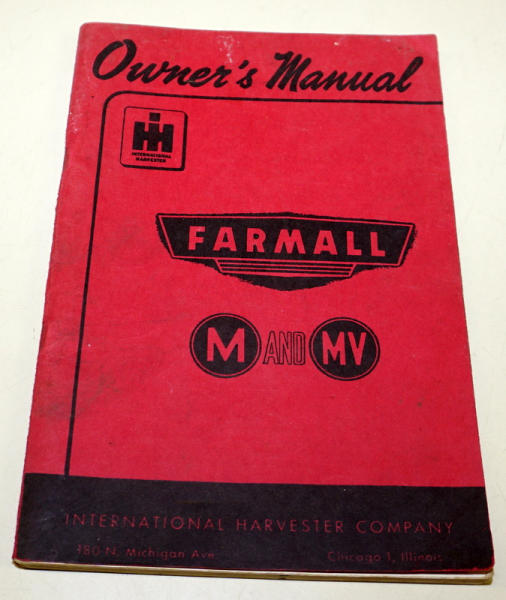 Owner's Manual
IH
INTERNATIONAL
HARVESTER
FARMALL
M AND MV
INTERNATIONAL HARVESTER COMPANY
180 N. Michigan Ave. Chicago 1, Illinois